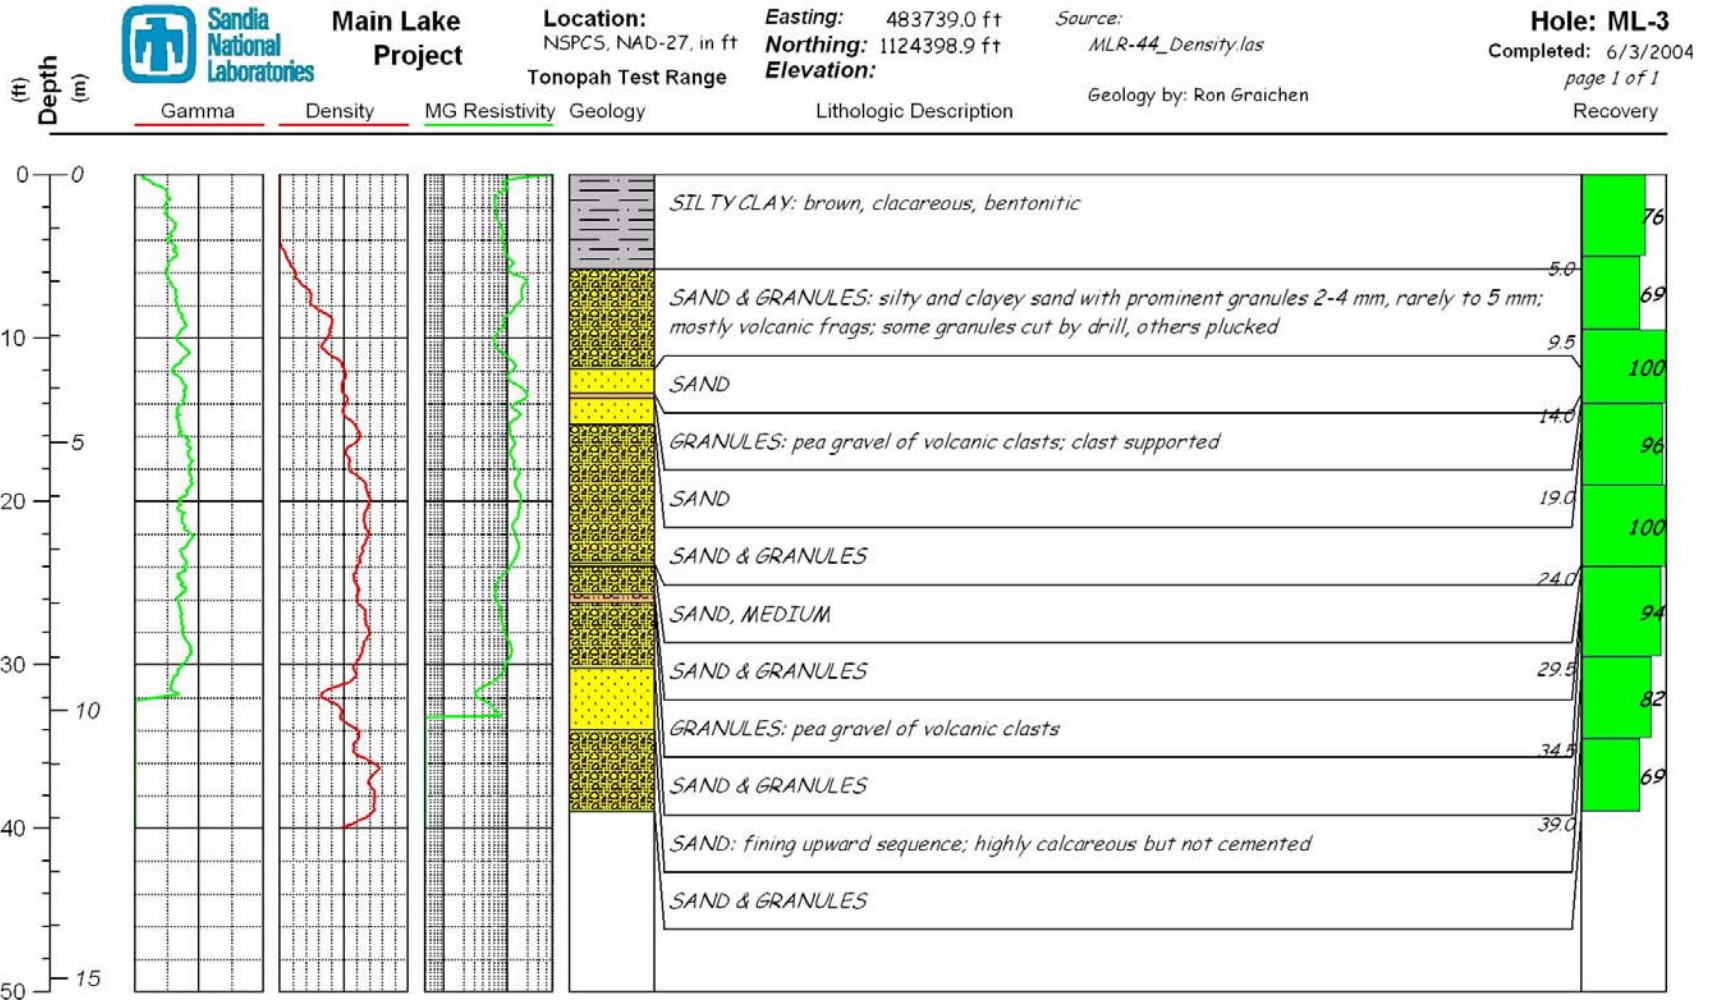 Sandia
National
Laboratories
Main Lake
Project
Location:
NSPCS, NAD-27, in ft
Tonopah Test Range
Easting: 483739.0 ft
Northing: 1124398.9 ft
Elevation:
Source:
MLR-44_Density.las
Geology by: Ron Graichen
Hole: ML-3
Completed: 6/3/2004
page 1 of 1
(ft)
Depth
(m)
Gamma
Density
MG Resistivity
Geology
Lithologic Description
Recovery
0
0
10
5
20
30
10
40
15
50
SILTY CLAY: brown, clacareous, bentonitic
SAND & GRANULES: silty and clayey sand with prominent granules 2-4 mm, rarely to 5 mm;
mostly volcanic frags; some granules cut by drill, others plucked
SAND
GRANULES: pea gravel of volcanic clasts; clast supported
SAND
SAND & GRANULES
SAND, MEDIUM
SAND & GRANULES
GRANULES: pea gravel of volcanic clasts
SAND & GRANULES
SAND: fining upward sequence; highly calcareous but not cemented
SAND & GRANULES
5.0
9.5
14.0
19.0
24.0
29.5
34.5
39.0
76
69
100
96
100
94
82
69